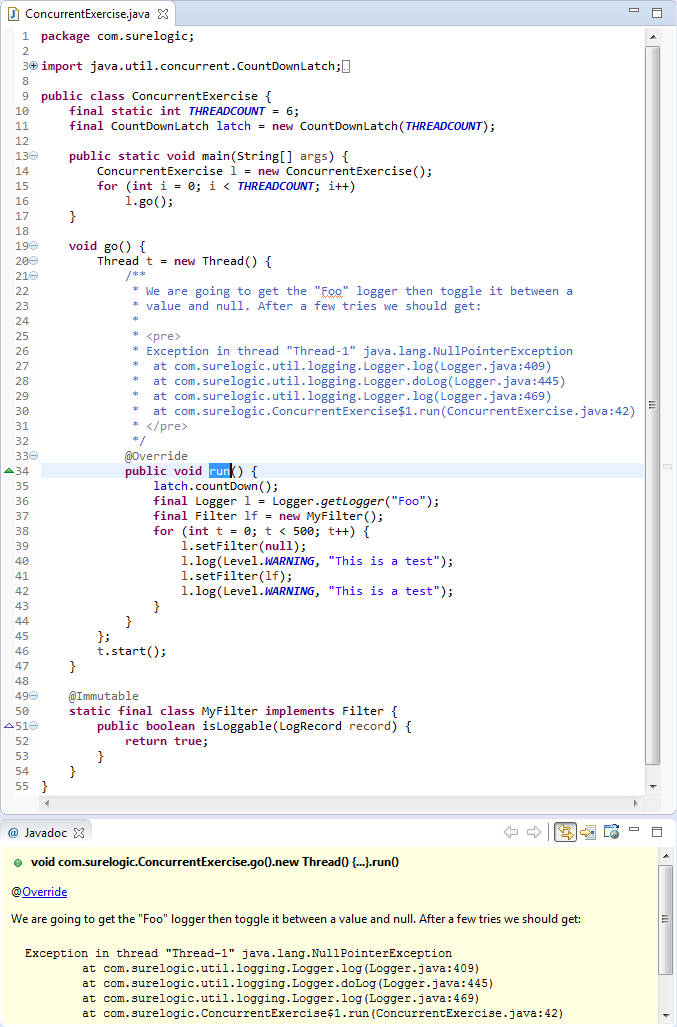 ConcurrentExercise.java
1 package com.surelogic;
2
3 import java.util.concurrent.CountDownLatch;
8
9 public class ConcurrentExercise {
10     final static int THREADCOUNT = 6;
11     final CountDownLatch latch = new CountDownLatch(THREADCOUNT);
12
13     public static void main(String[] args) {
14         ConcurrentExercise l = new ConcurrentExercise();
15         for (int i = 0; i < THREADCOUNT; i++)
16             l.go();
17     }
18
19     void go() {
20         Thread t = new Thread() {
21             /**
22              * We are going to get the "Foo" logger then toggle it between a
23              * value and null. After a few tries we should get:
24              *
25              * <pre>
26              * Exception in thread "Thread-1" java.lang.NullPointerException
27              *  at com.surelogic.util.logging.Logger.log(Logger.java:409)
28              *  at com.surelogic.util.logging.Logger.doLog(Logger.java:445)
29              *  at com.surelogic.util.logging.Logger.log(Logger.java:469)
30              *  at com.surelogic.ConcurrentExercise$1.run(ConcurrentExercise.java:42)
31              * </pre>
32              */
33             @Override
34             public void run() {
35                 latch.countDown();
36                 final Logger l = Logger.getLogger("Foo");
37                 final Filter lf = new MyFilter();
38                 for (int t = 0; t < 500; t++) {
39                     l.setFilter(null);
40                     l.log(Level.WARNING, "This is a test");
41                     l.setFilter(lf);
42                     l.log(Level.WARNING, "This is a test");
43                 }
44             }
45         };
46         t.start();
47     }
48
49     @Immutable
50     static final class MyFilter implements Filter {
51         public boolean isLoggable(LogRecord record) {
52             return true;
53         }
54     }
55 }
@ Javadoc
void com.surelogic.ConcurrentExercise.go().new Thread() {...}.run()
@Override
We are going to get the "Foo" logger then toggle it between a value and null. After a few tries we should get:
Exception in thread "Thread-1" java.lang.NullPointerException
at com.surelogic.util.logging.Logger.log(Logger.java:409)
at com.surelogic.util.logging.Logger.doLog(Logger.java:445)
at com.surelogic.util.logging.Logger.log(Logger.java:469)
at com.surelogic.ConcurrentExercise$1.run(ConcurrentExercise.java:42)